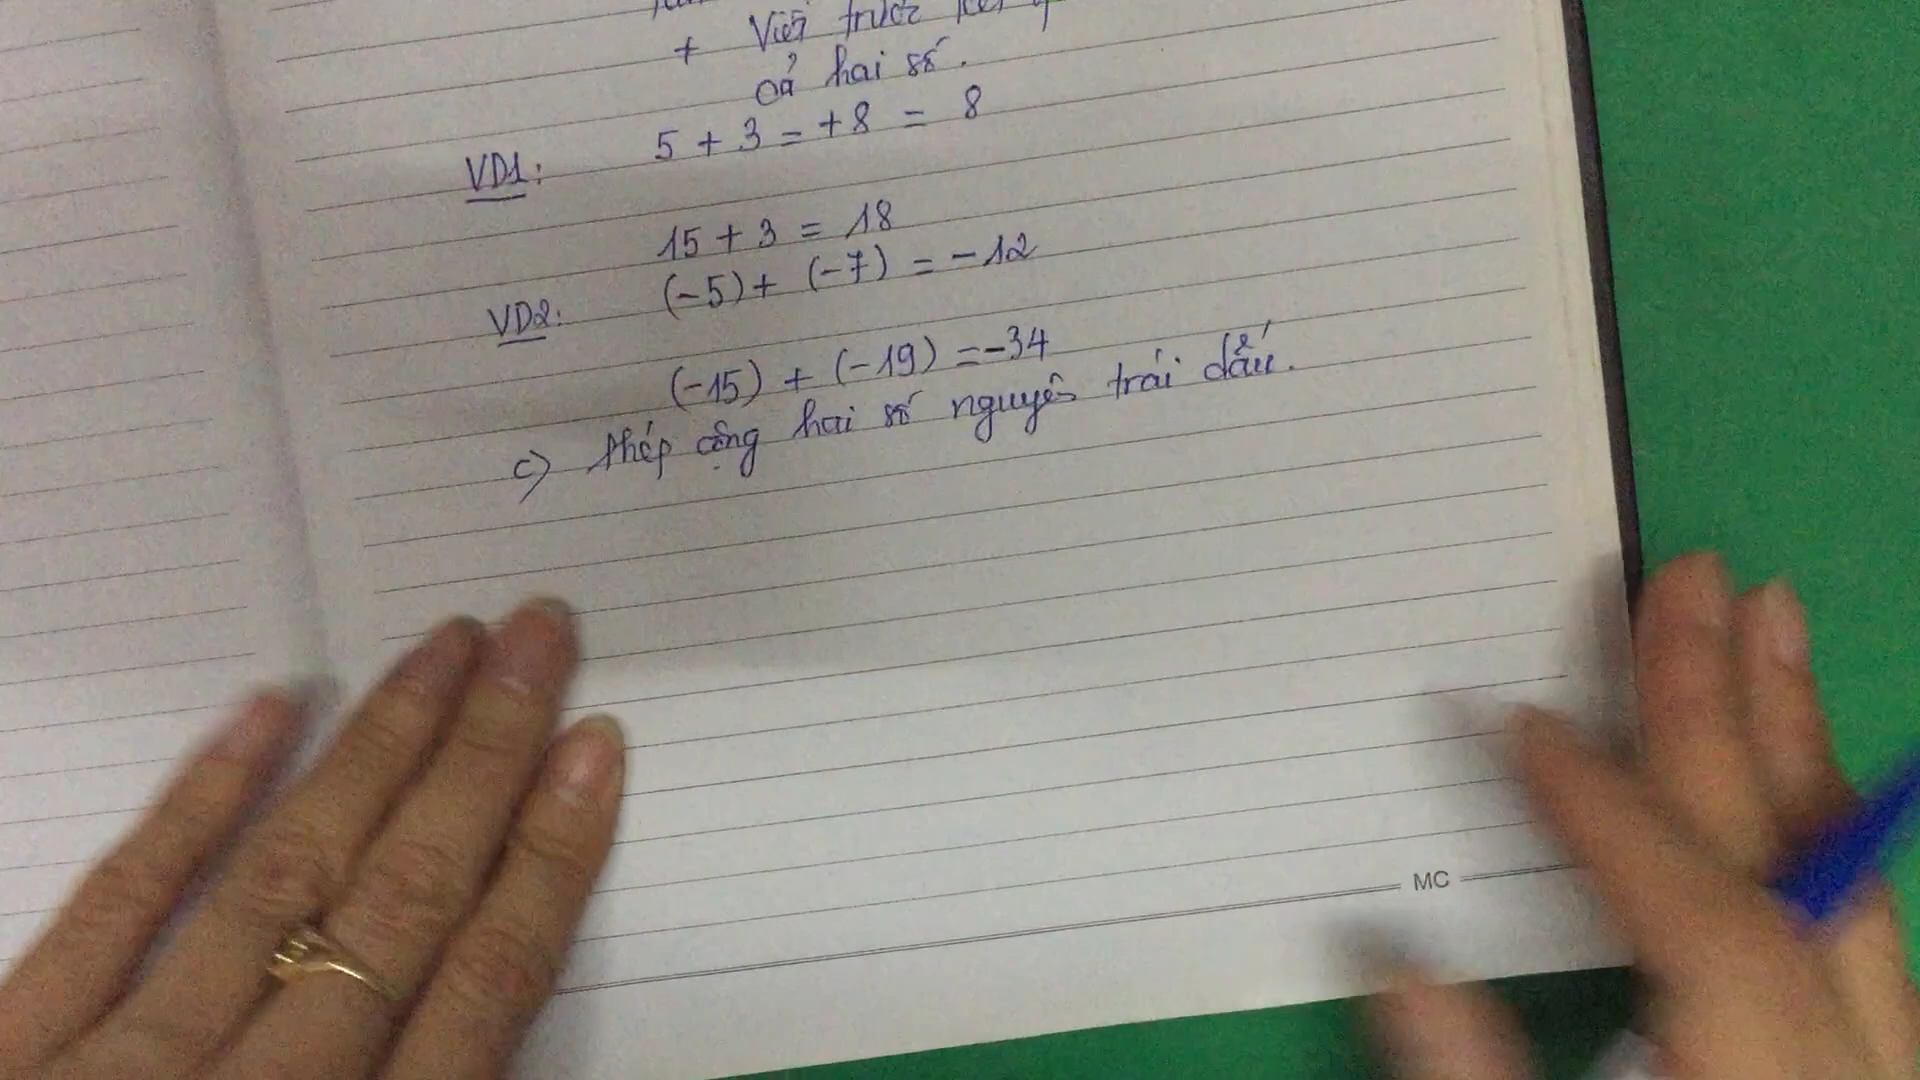 + Viết trước kết
cả hai số.
VD1: 5 + 3 = +8 = 8
15 + 3 = 18
VD2: (-5) + (-7) = -12
(-15) + (-19) = -34
c) Phép cộng hai số nguyên trái dấu.
MC